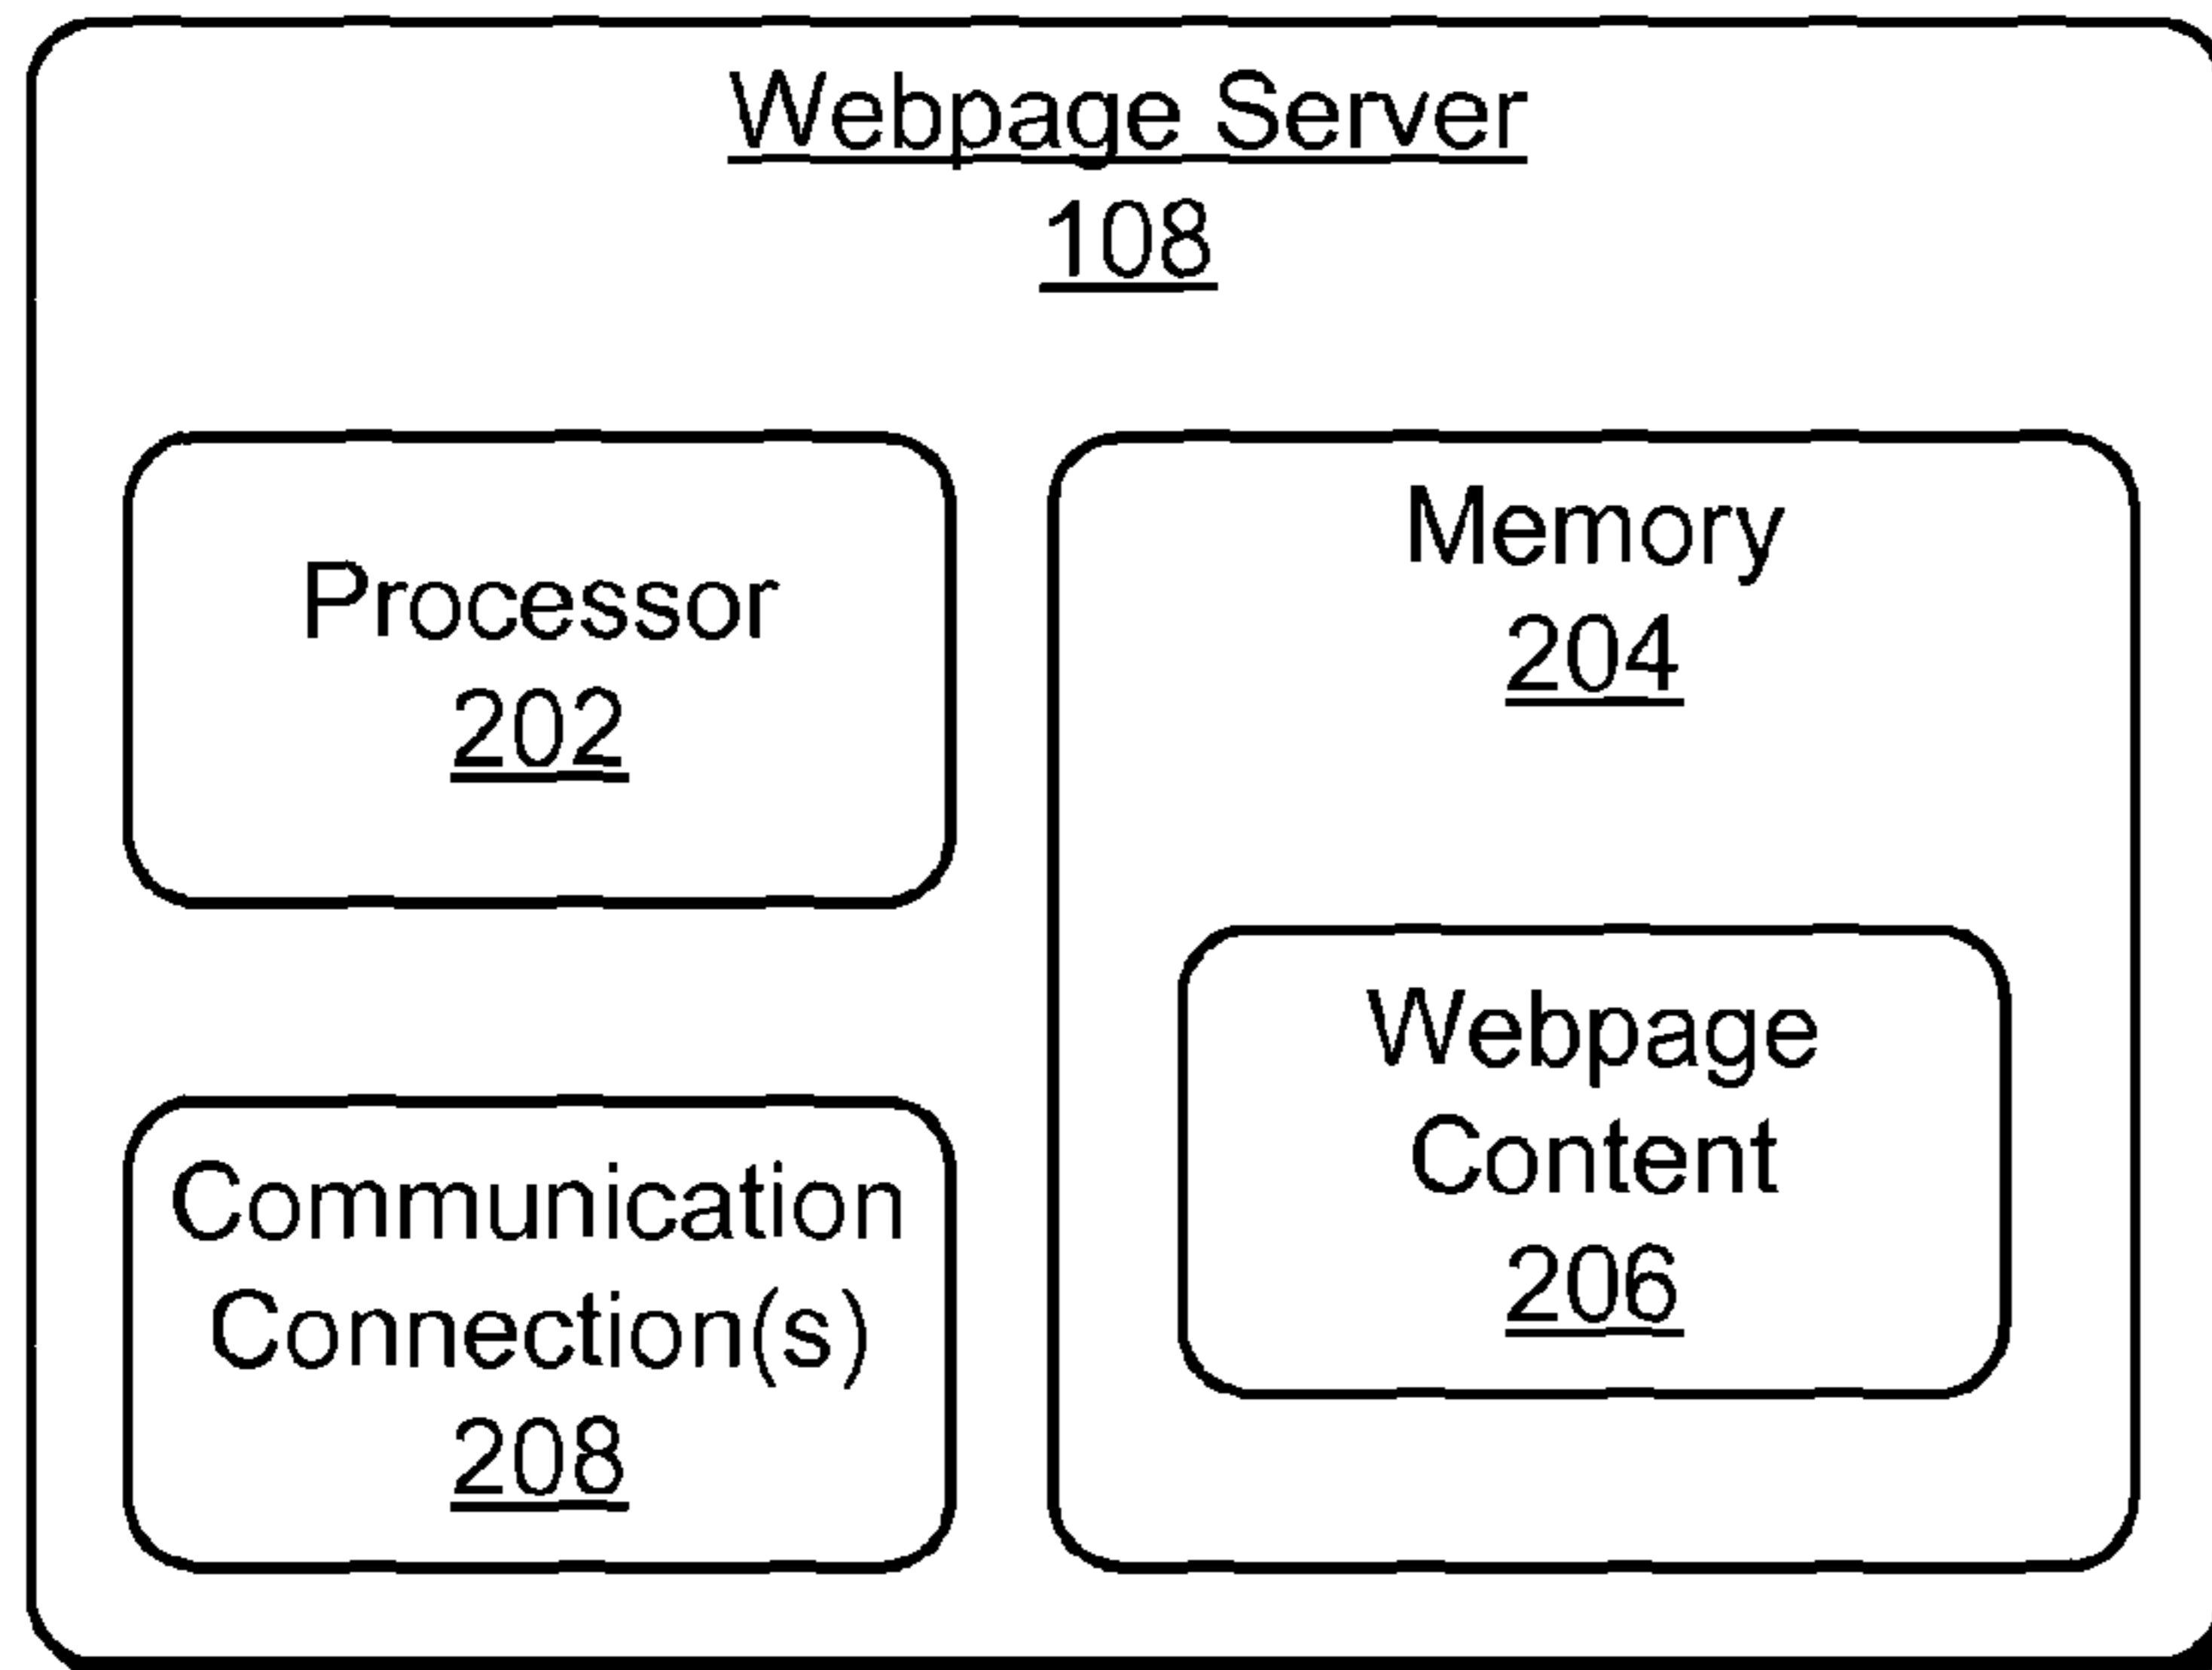 Webpage Server
108
Processor
202
Memory
204
Webpage
Content
206
Communication
Connection(s)
208